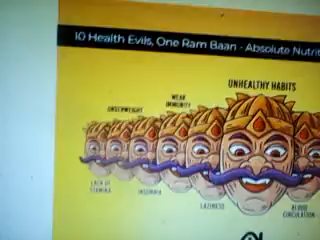 10 Health Evils, One Ram Baan - Absolute Nutrit
UNHEALTHY HABITS
WEAK
IMMUNITY
UNDERWEIGHT
LACK OF
STAMINA
INSOMNIA
LAZINESS
BLOOD
CIRCULATION